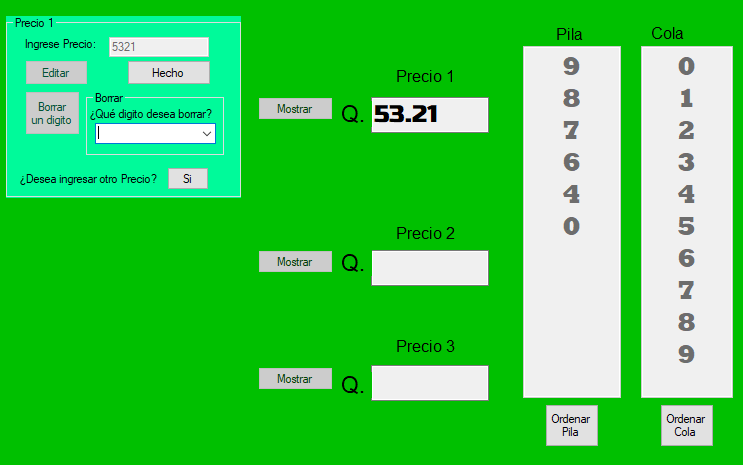 Precio 1
Ingrese Precio: 5321
Editar Hecho
Borrar
un digito
Borrar
¿Qué digito desea borrar?
¿Desea ingresar otro Precio? Si
Precio 1
Mostrar Q. 53.21
Precio 2
Mostrar Q.
Precio 3
Mostrar Q.
Pila
9
8
7
6
4
0
Ordenar
Pila
Cola
0
1
2
3
4
5
6
7
8
9
Ordenar
Cola